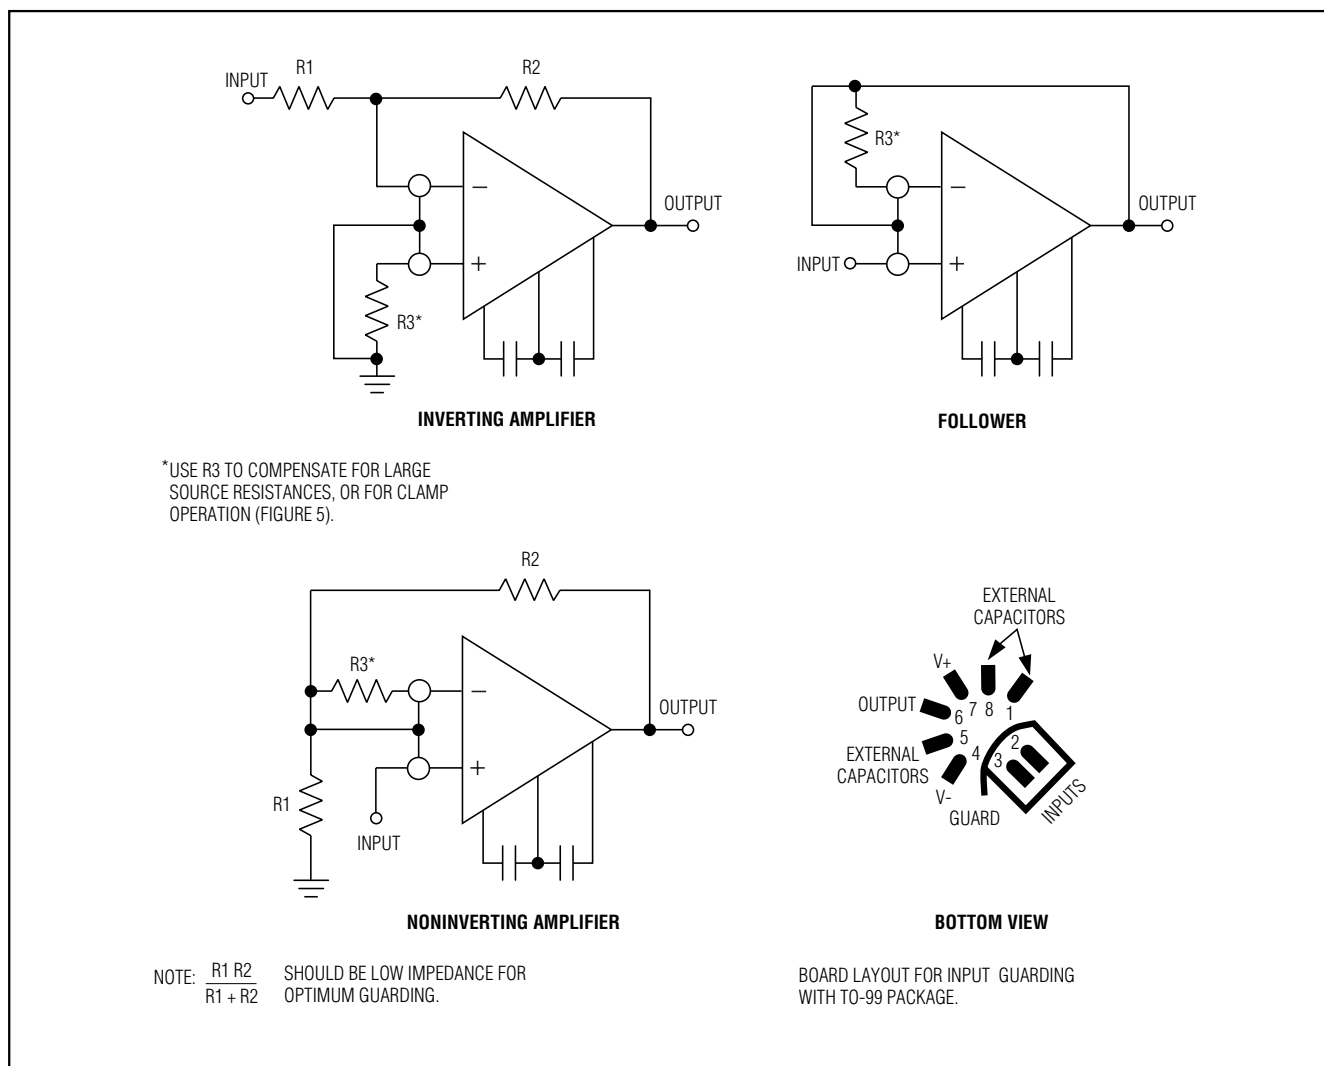 INPUT
R1
R2
−
+
OUTPUT
R3*
INVERTING AMPLIFIER
R3*
−
+
INPUT
OUTPUT
FOLLOWER
*USE R3 TO COMPENSATE FOR LARGE
SOURCE RESISTANCES, OR FOR CLAMP
OPERATION (FIGURE 5).
R2
R3*
−
+
OUTPUT
R1
INPUT
NONINVERTING AMPLIFIER
NOTE: R1 R2
R1 + R2
SHOULD BE LOW IMPEDANCE FOR
OPTIMUM GUARDING.
EXTERNAL
CAPACITORS
V+
OUTPUT
7 8 1
6
5
4
3
2
EXTERNAL
CAPACITORS
V-
GUARD
INPUTS
BOTTOM VIEW
BOARD LAYOUT FOR INPUT GUARDING
WITH TO-99 PACKAGE.